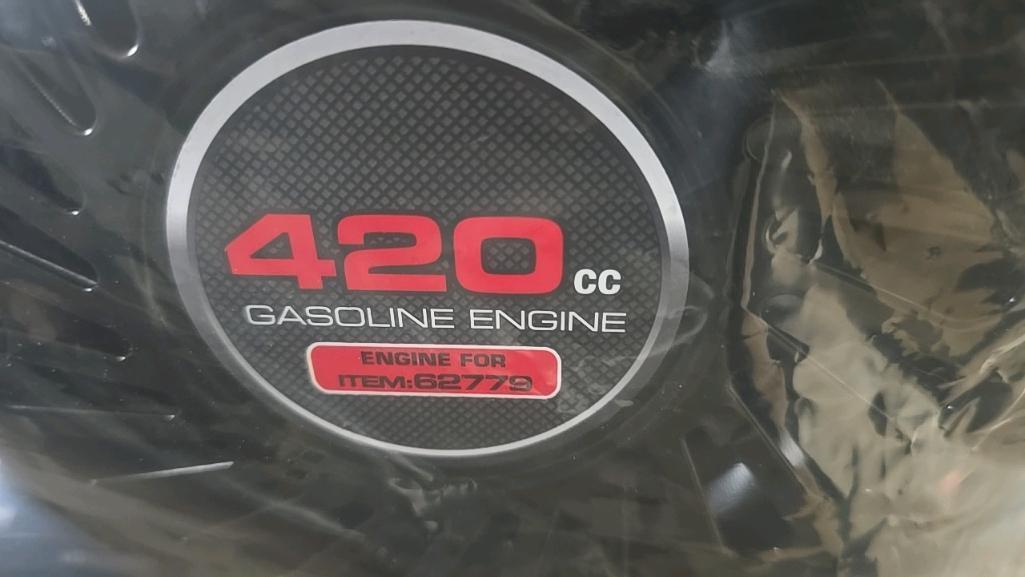 420 cc
GASOLINE ENGINE
ENGINE FOR
ITEM:62779